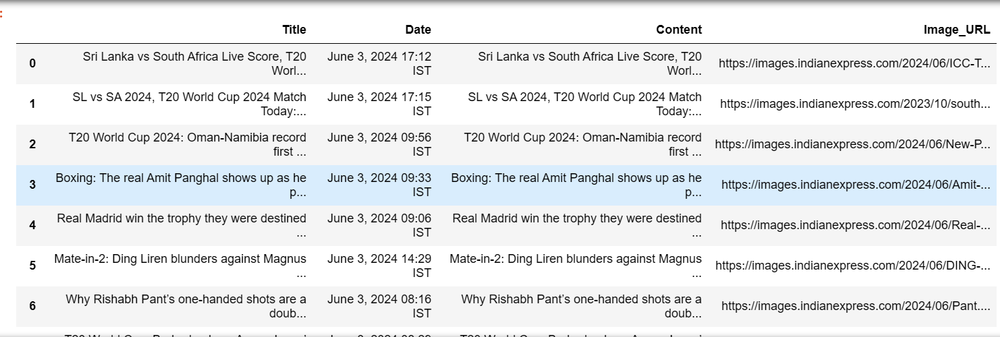 Title Date Content Image_URL
0 Sri Lanka vs South Africa Live Score, T20 Worl... June 3, 2024 17:12 IST Sri Lanka vs South Africa Live Score, T20 Worl... https://images.indianexpress.com/2024/06/ICC-T...
1 SL vs SA 2024, T20 World Cup 2024 Match Today:... June 3, 2024 17:15 IST SL vs SA 2024, T20 World Cup 2024 Match Today:... https://images.indianexpress.com/2023/10/south...
2 T20 World Cup 2024: Oman-Namibia record first ... June 3, 2024 09:56 IST T20 World Cup 2024: Oman-Namibia record first ... https://images.indianexpress.com/2024/06/New-P...
3 Boxing: The real Amit Panghal shows up as he p... June 3, 2024 09:33 IST Boxing: The real Amit Panghal shows up as he p... https://images.indianexpress.com/2024/06/Amit-...
4 Real Madrid win the trophy they were destined ... June 3, 2024 09:06 IST Real Madrid win the trophy they were destined ... https://images.indianexpress.com/2024/06/Real-...
5 Mate-in-2: Ding Liren blunders against Magnus ... June 3, 2024 14:29 IST Mate-in-2: Ding Liren blunders against Magnus ... https://images.indianexpress.com/2024/06/DING-...
6 Why Rishabh Pant’s one-handed shots are a doub... June 3, 2024 08:16 IST Why Rishabh Pant’s one-handed shots are a doub... https://images.indianexpress.com/2024/06/Pant....